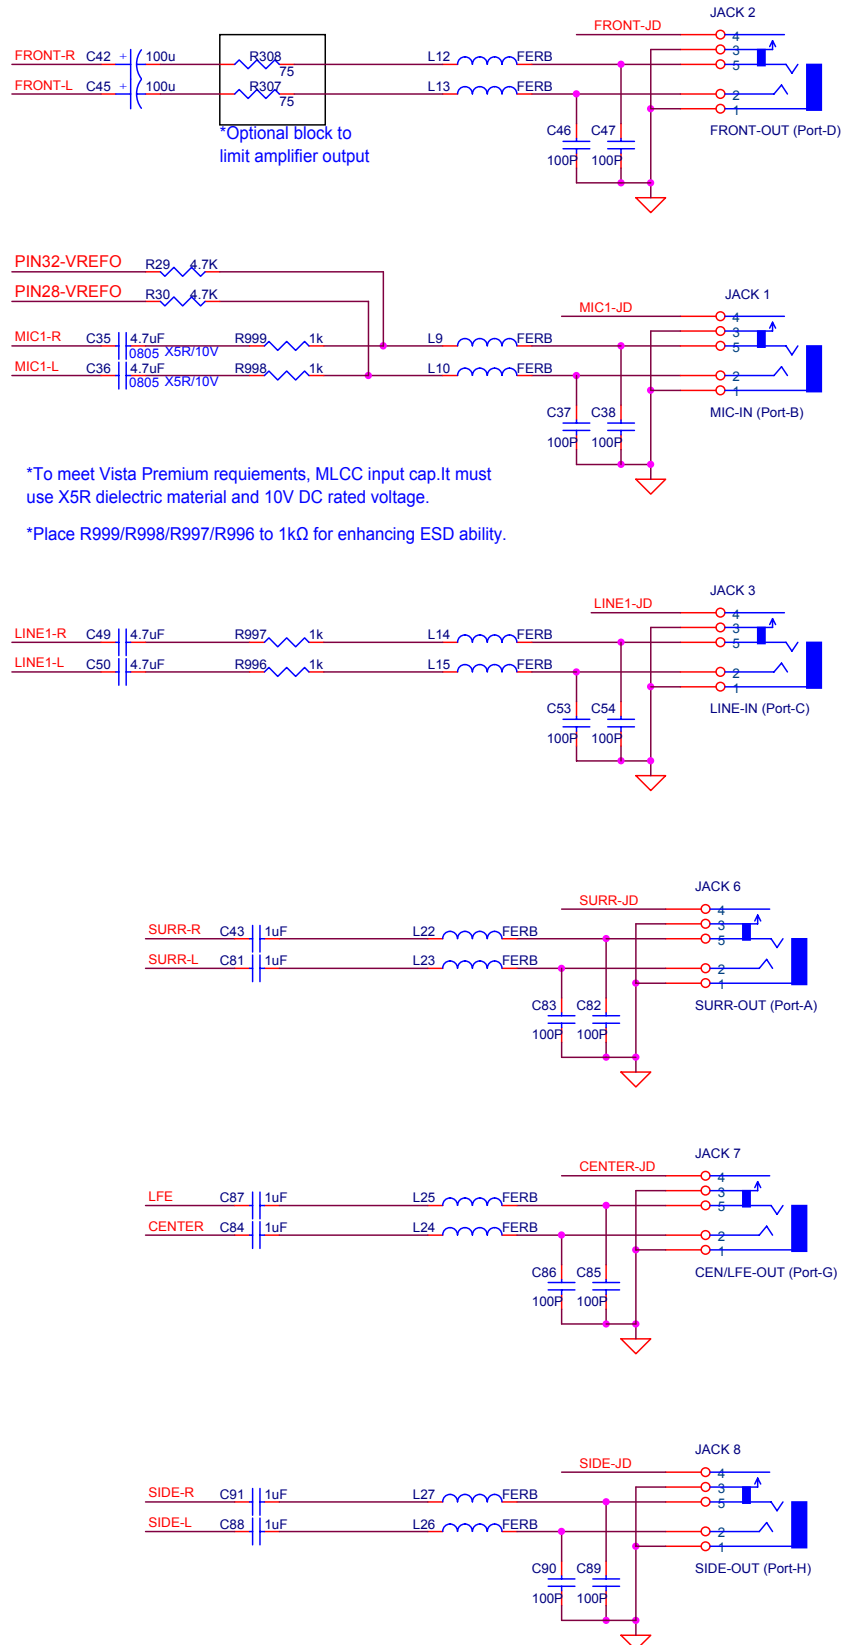 JACK 2
FRONT-JD
4
3
FRONT-R C42 + 100u R308 75 L12 FERB 5
FRONT-L C45 + 100u R307 75 L13 FERB 2
1
*Optional block to
limit amplifier output
C46 C47
100P 100P
FRONT-OUT (Port-D)
PIN32-VREFO R29 4.7K
PIN28-VREFO R30 4.7K
JACK 1
MIC1-JD
4
3
MIC1-R C35 4.7uF R999 1k L9 FERB 5
0805 X5R/10V
MIC1-L C36 4.7uF R998 1k L10 FERB 2
0805 X5R/10V
1
C37 C38
100P 100P
MIC-IN (Port-B)
*To meet Vista Premium requiements, MLCC input cap.It must
use X5R dielectric material and 10V DC rated voltage.
*Place R999/R998/R997/R996 to 1kΩ for enhancing ESD ability.
JACK 3
LINE1-JD
4
3
LINE1-R C49 4.7uF R997 1k L14 FERB 5
LINE1-L C50 4.7uF R996 1k L15 FERB 2
1
C53 C54
100P 100P
LINE-IN (Port-C)
JACK 6
SURR-JD
4
3
SURR-R C43 1uF L22 FERB 5
SURR-L C81 1uF L23 FERB 2
1
C83 C82
100P 100P
SURR-OUT (Port-A)
JACK 7
CENTER-JD
4
3
LFE C87 1uF L25 FERB 5
CENTER C84 1uF L24 FERB 2
1
C86 C85
100P 100P
CEN/LFE-OUT (Port-G)
JACK 8
SIDE-JD
4
3
SIDE-R C91 1uF L27 FERB 5
SIDE-L C88 1uF L26 FERB 2
1
C90 C89
100P 100P
SIDE-OUT (Port-H)